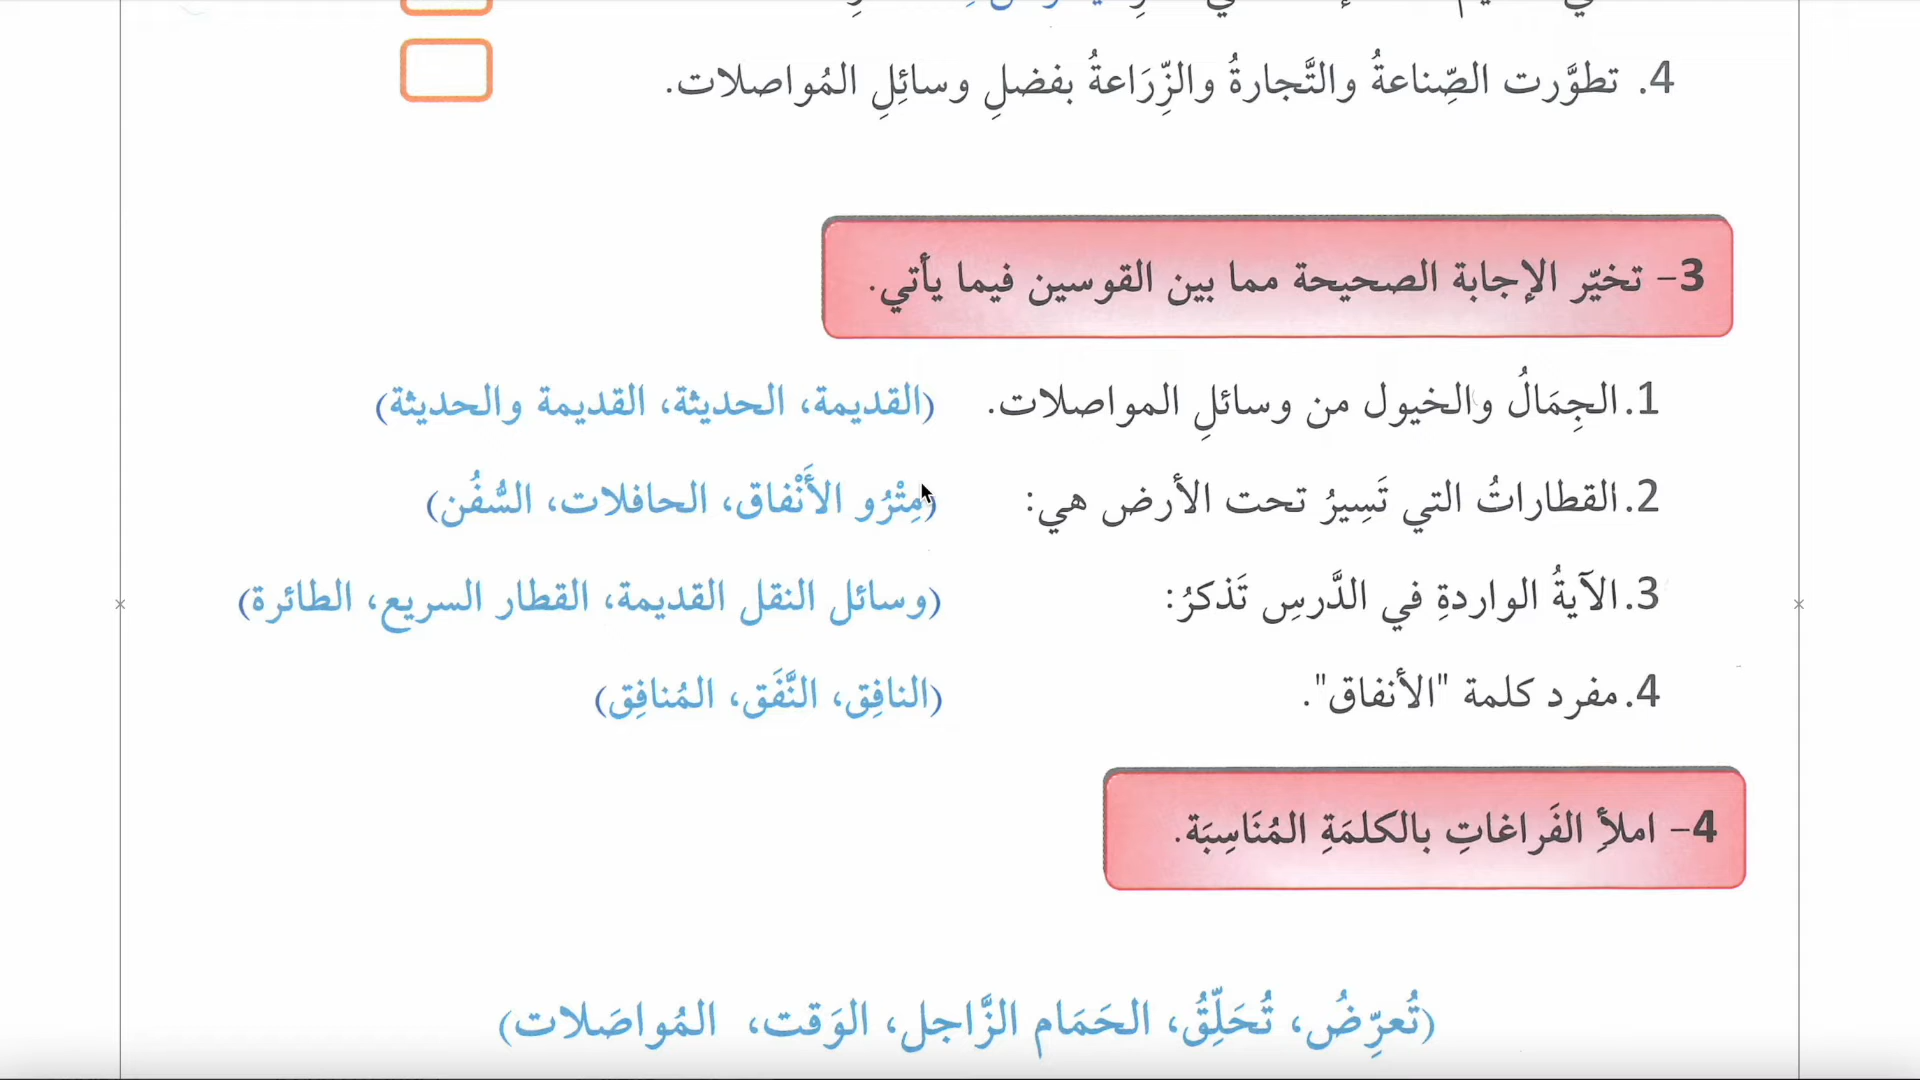 4. تطوَّرت الصِّناعةُ والتَّجارةُ والزِّرَاعةُ بفضلِ وسائِلِ المُواصلات.
3- تخيّر الإجابة الصحيحة مما بين القوسين فيما يأتي.
1. الجِمَالُ والخيول من وسائلِ المواصلات. (القديمة، الحديثة، القديمة والحديثة)
2. القطاراتُ التي تَسِيرُ تحت الأرض هي: (مِتْرُو الأَنْفاق، الحافلات، السُّفُن)
3. الآيةُ الواردةِ في الدَّرسِ تَذكرُ: (وسائل النقل القديمة، القطار السريع، الطائرة)
4. مفرد كلمة "الأنفاق". (النافِق، النَّفَق، المُنافِق)
4- املأِ الفَراغاتِ بالكلمَةِ المُنَاسِبَة.
(تُعرِّضُ، تُحَلِّقُ، الحَمَام الزَّاجل، الوَقت، المُواصَلات)